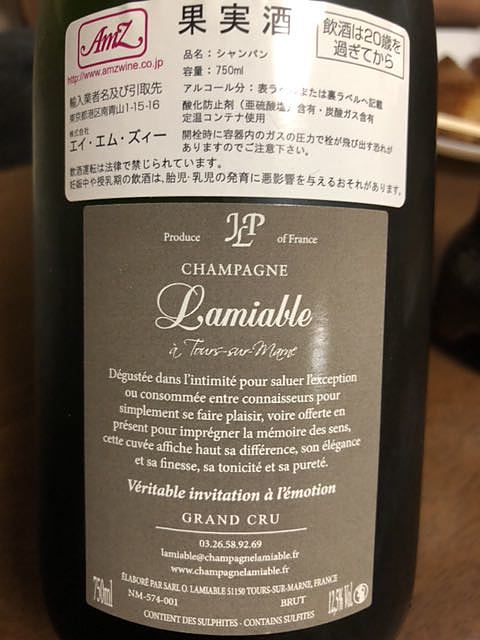 AMZ
http://www.amzwine.co.jp
果実酒
飲酒は20歳を
過ぎてから
品名：シャンパン
容量：750ml
アルコール分：表ラベルまたは裏ラベルへ記載
酸化防止剤（亜硫酸塩）含有・炭酸ガス含有
定温コンテナ使用
輸入業者名及び引取先
東京都港区南青山1-15-16
株式会社
エイ・エム・ズィー
開栓時に容器内のガスの圧力で栓が飛び出す恐れが
ありますのでご注意下さい。
飲酒運転は法律で禁じられています。
妊娠中や授乳期の飲酒は、胎児・乳児の発育に悪影響を与えるおそれがあります。
Produce JLP of France
CHAMPAGNE
Lamiable
à Tours-sur-Marne
Dégustée dans l'intimité pour saluer l'exception
ou consommée entre connaisseurs pour
simplement se faire plaisir, voire offerte en
présent pour imprégner la mémoire des sens,
cette cuvée affiche haut sa différence, son élégance
et sa finesse, sa tonicité et sa pureté.
Véritable invitation à l'émotion
GRAND CRU
03.26.58.92.69
lamiable@champagnelamiable.fr
www.champagnelamiable.fr
750ml
ÉLABORÉ PAR SARL O. LAMIABLE 51150 TOURS-SUR-MARNE, FRANCE
NM-574-001 BRUT
12,5% Vol.
CONTIENT DES SULPHITES - CONTAINS SULFITES